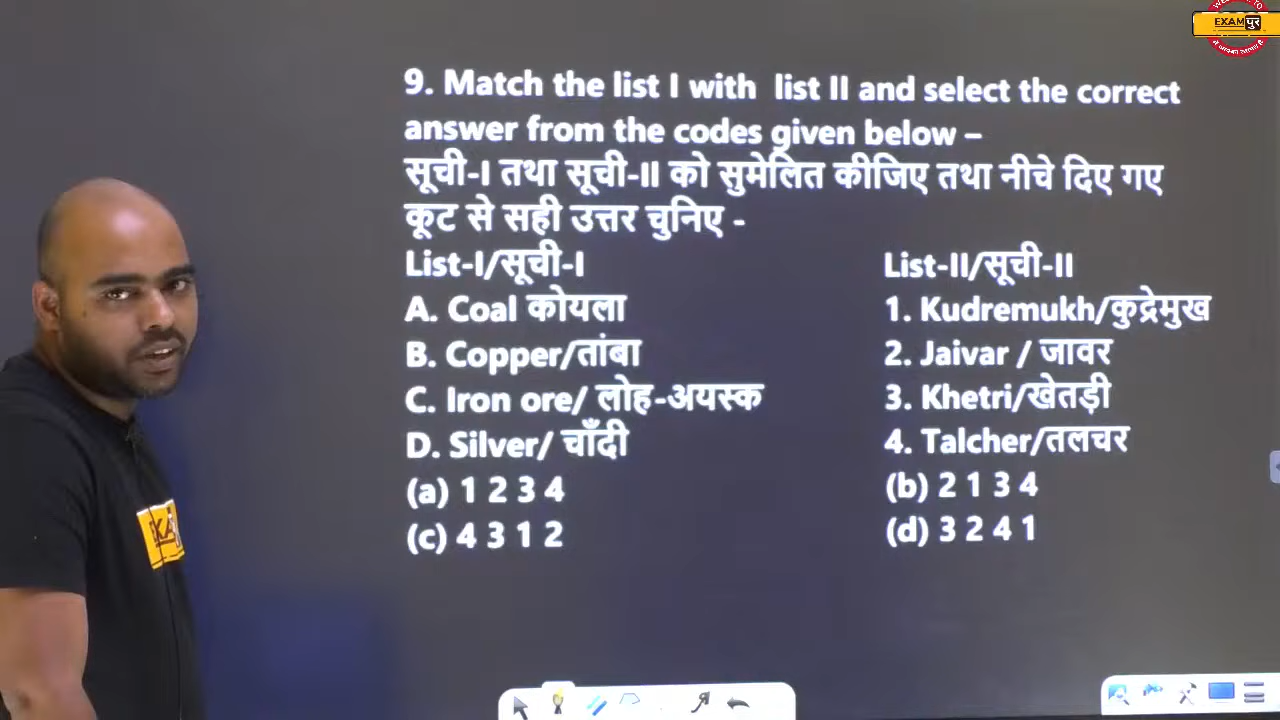 EXAMपुर
9. Match the list I with list II and select the correct
answer from the codes given below –
सूची-I तथा सूची-II को सुमेलित कीजिए तथा नीचे दिए गए
कूट से सही उत्तर चुनिए -
List-I/सूची-I List-II/सूची-II
A. Coal कोयला 1. Kudremukh/कुद्रेमुख
B. Copper/तांबा 2. Jaivar / जावर
C. Iron ore/ लोह-अयस्क 3. Khetri/खेतड़ी
D. Silver/ चाँदी 4. Talcher/तलचर
(a) 1 2 3 4 (b) 2 1 3 4
(c) 4 3 1 2 (d) 3 2 4 1